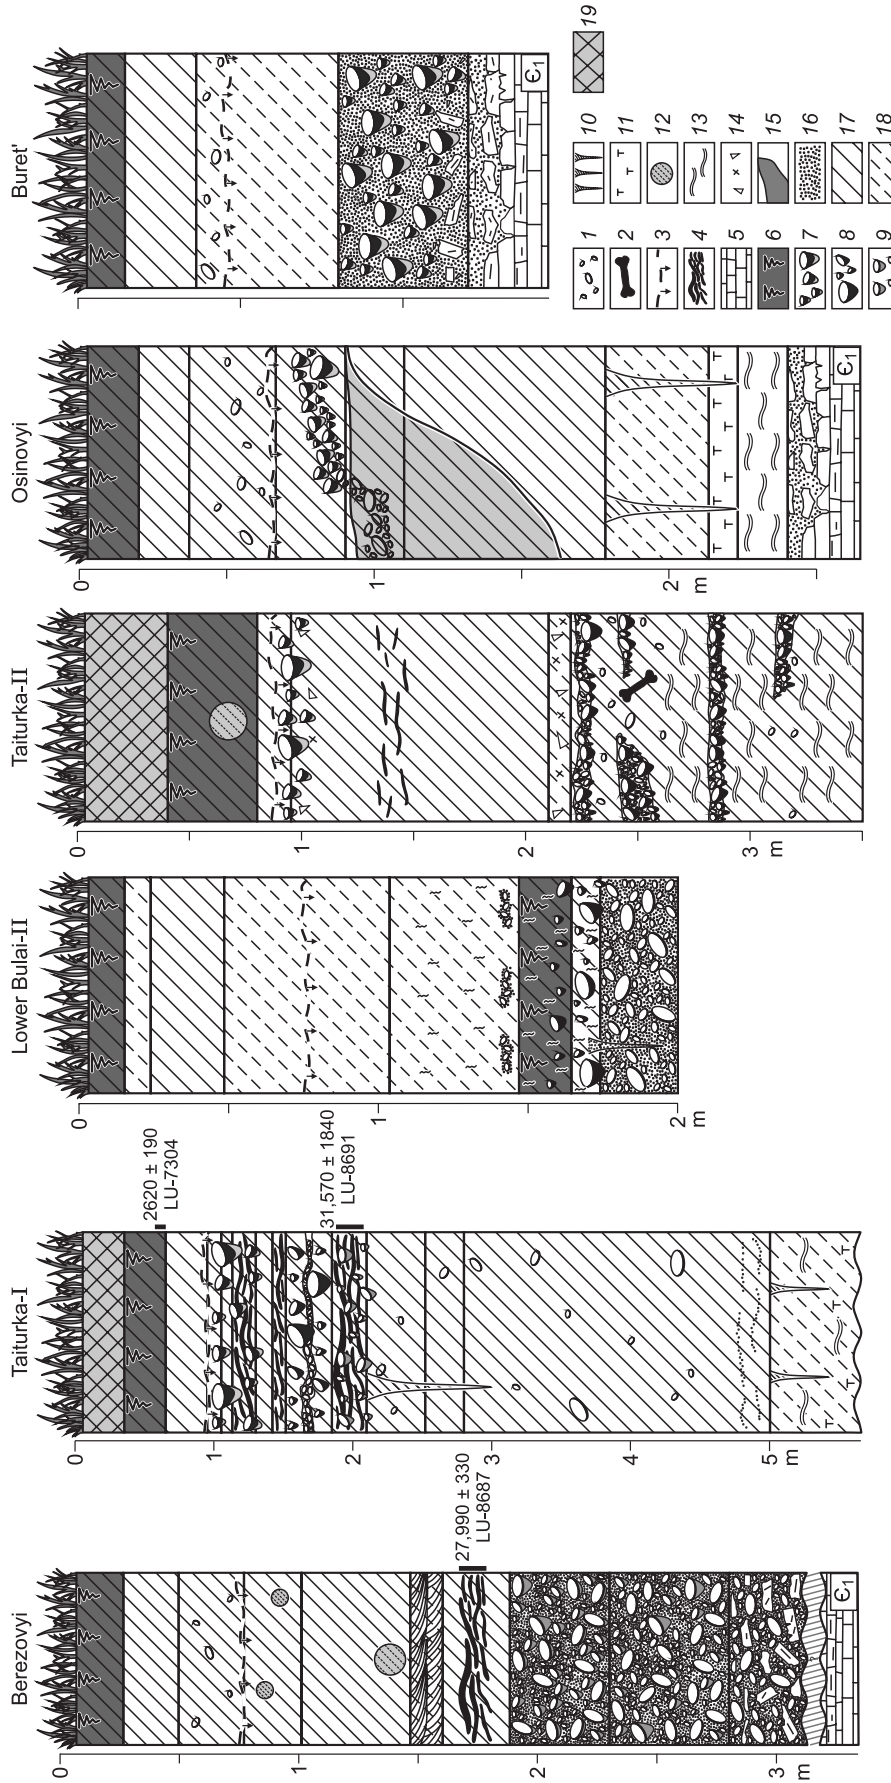 Berezovyi
0
1
2
3
m
27,990 ± 330
LU-8687
Є1
Taiturka-I
0
1
2
3
4
5
m
2620 ± 190
LU-7304
31,570 ± 1840
LU-8691
Lower Bulai-II
0
1
2
m
Taiturka-II
0
1
2
3
m
Osinovyi
0
1
2
m
Є1
Buret'
Є1
1
2
3
4
5
6
7
8
9
10
11
12
13
14
15
16
17
18
19